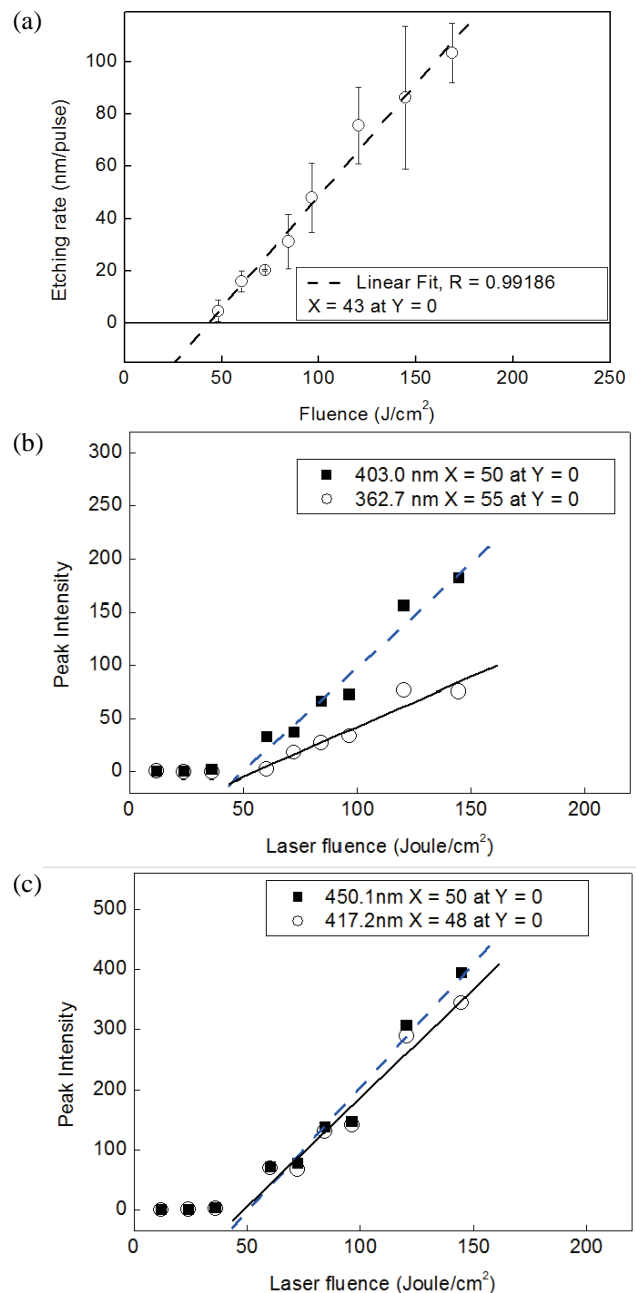 (a)
100
80
60
40
20
0
Etching rate (nm/pulse)
Linear Fit, R = 0.99186
X = 43 at Y = 0
0 50 100 150 200 250
Fluence (J/cm²)
(b)
300
250
200
150
100
50
0
Peak Intensity
403.0 nm X = 50 at Y = 0
362.7 nm X = 55 at Y = 0
0 50 100 150 200
Laser fluence (Joule/cm²)
(c)
500
400
300
200
100
0
Peak Intensity
450.1nm X = 50 at Y = 0
417.2nm X = 48 at Y = 0
0 50 100 150 200
Laser fluence (Joule/cm²)